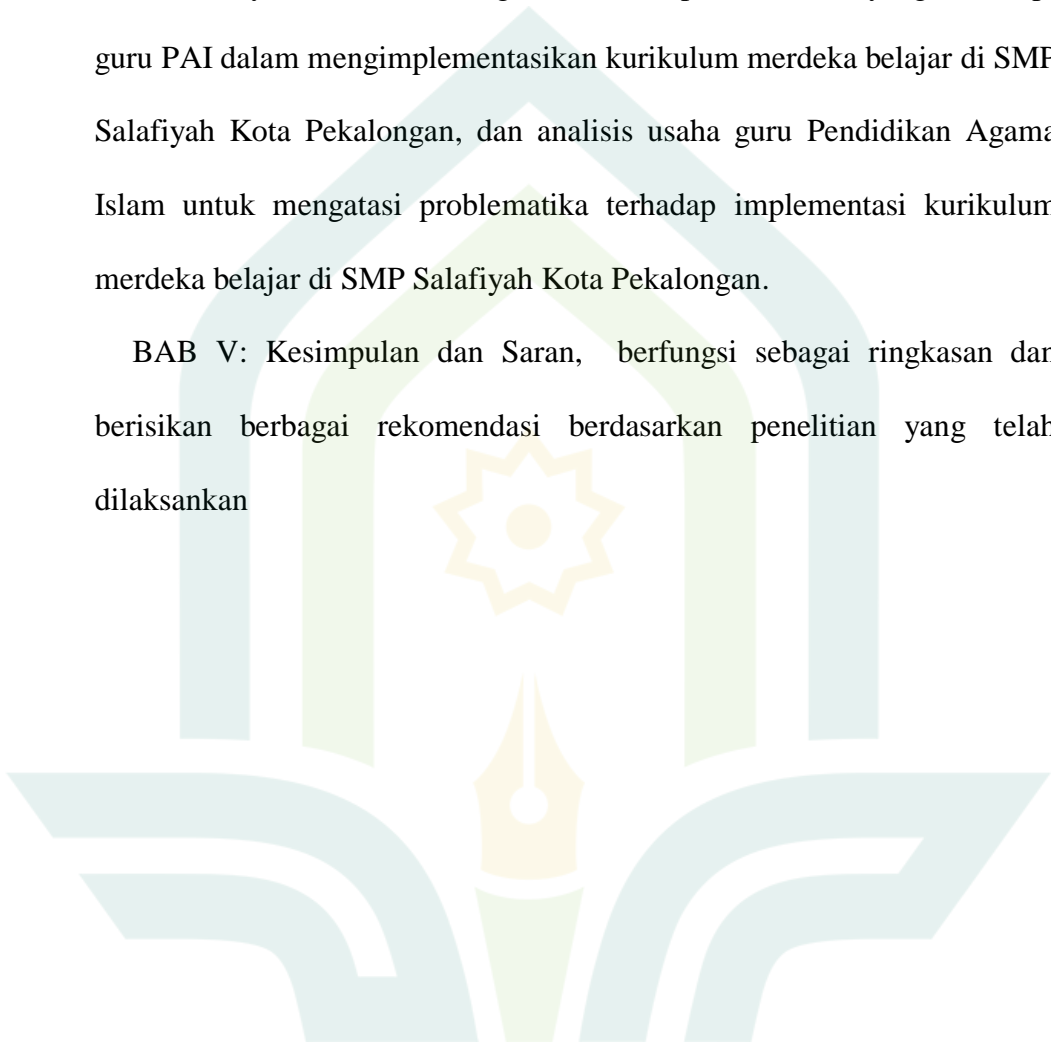 guru PAI dalam mengimplementasikan kurikulum merdeka belajar di SMP
Salafiyah Kota Pekalongan, dan analisis usaha guru Pendidikan Agama
Islam untuk mengatasi problematika terhadap implementasi kurikulum
merdeka belajar di SMP Salafiyah Kota Pekalongan.
BAB V: Kesimpulan dan Saran, berfungsi sebagai ringkasan dan
berisikan berbagai rekomendasi berdasarkan penelitian yang telah
dilaksankan